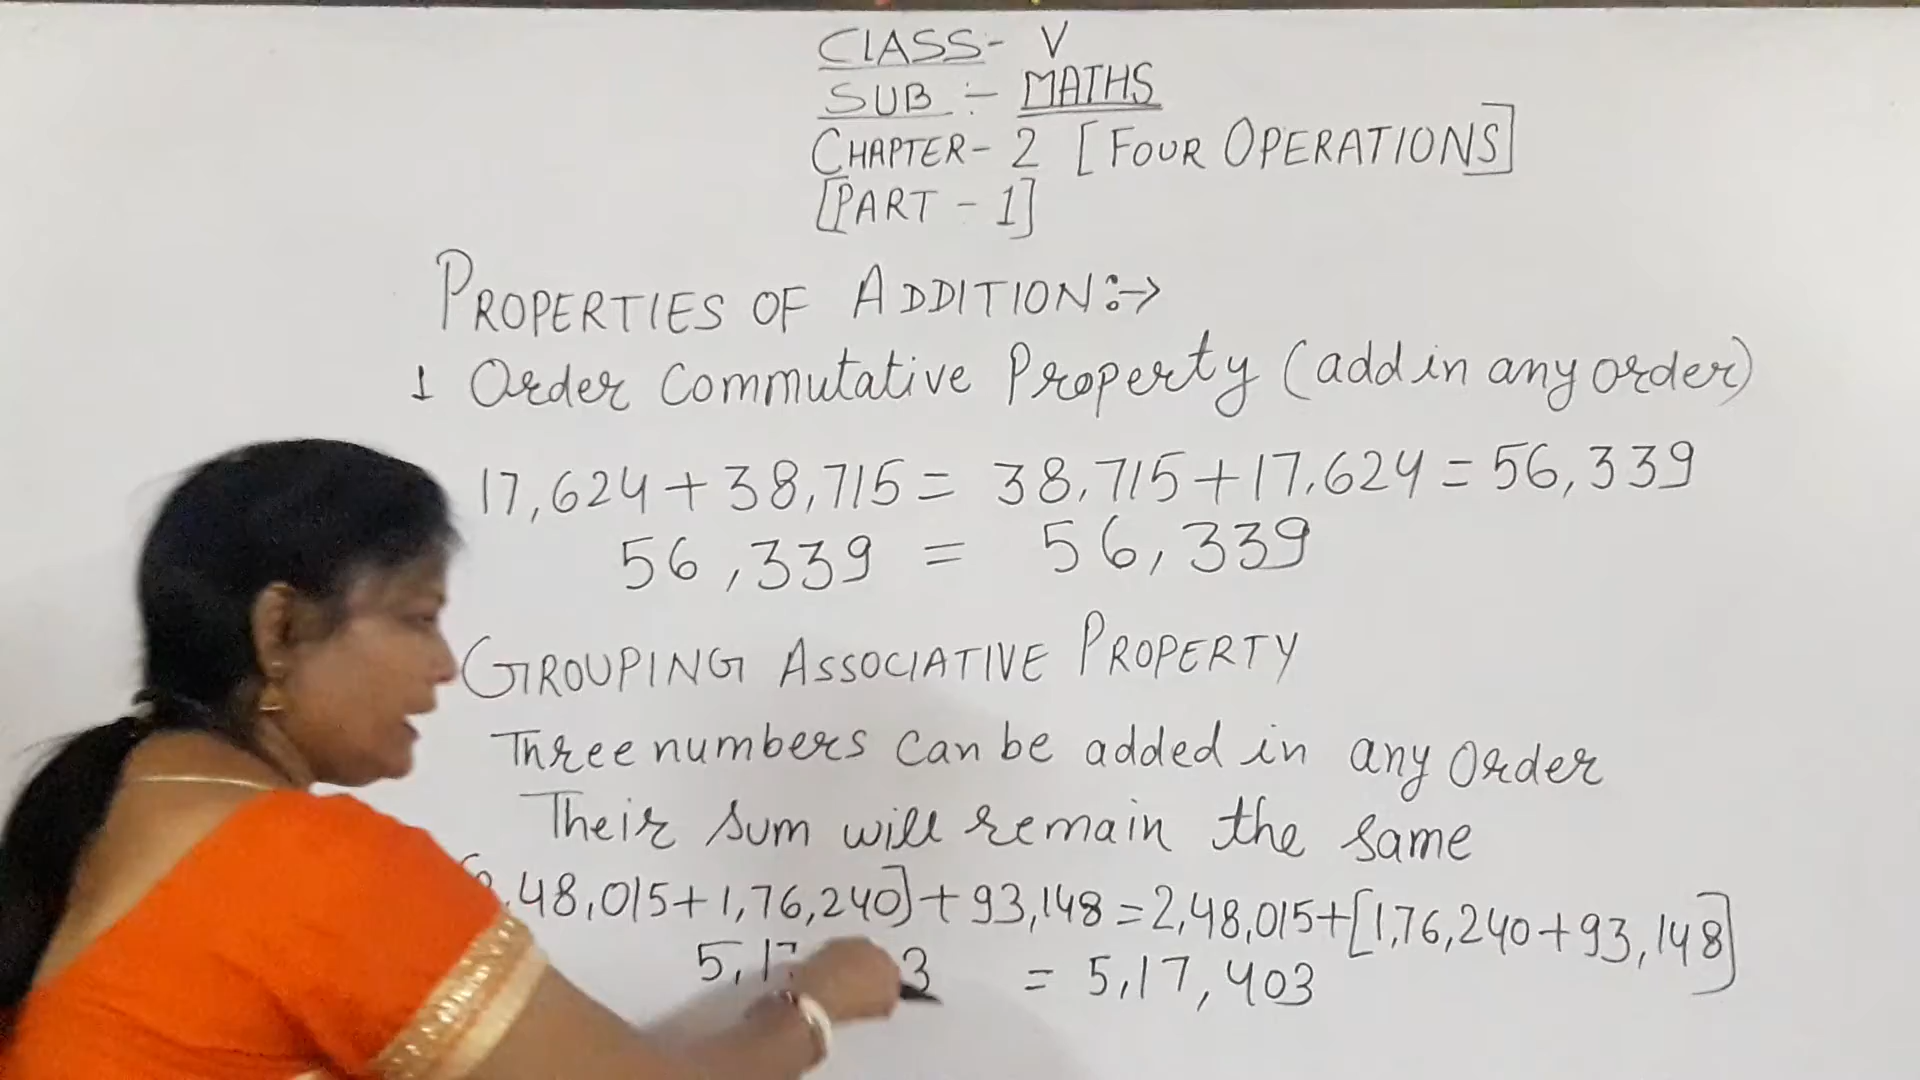 CLASS- V
SUB :- MATHS
CHAPTER- 2 [FOUR OPERATIONS]
[PART - 1]
PROPERTIES OF ADDITION:->
1 Order Commutative Property (add in any order)
17,624+38,715= 38,715+17,624=56,339
56,339 = 56,339
GROUPING ASSOCIATIVE PROPERTY
Three numbers can be added in any order
Their sum will remain the same
,48,015+1,76,240]+93,148=2,48,015+[1,76,240+93,148]
5,17 3 = 5,17,403